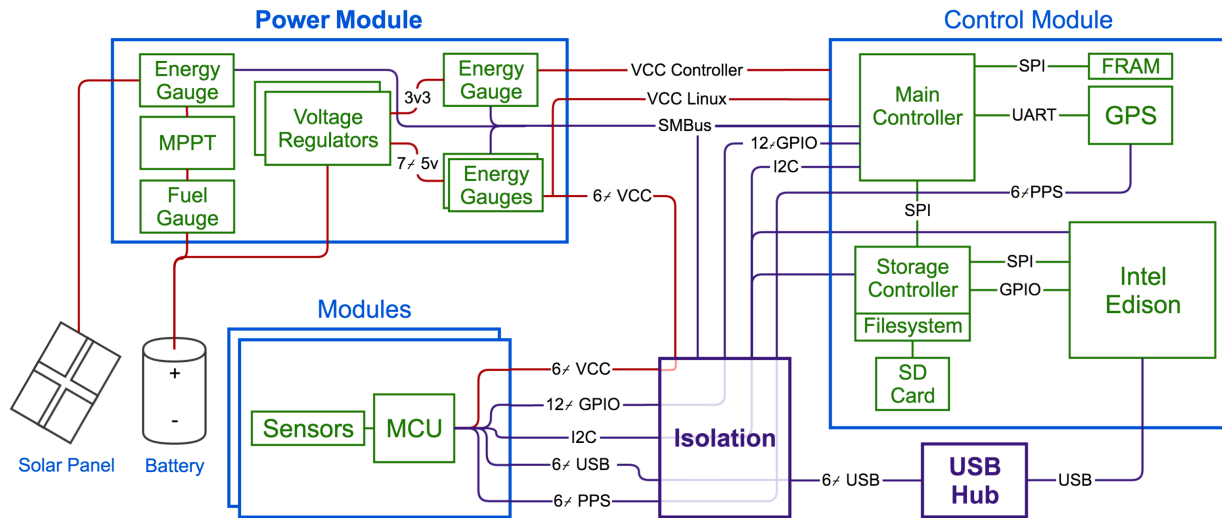 Power Module
Control Module
Energy
Gauge
MPPT
Fuel
Gauge
Voltage
Regulators
3v3
7≁ 5v
Energy
Gauge
Energy
Gauges
VCC Controller
VCC Linux
SMBus
12≁GPIO
I2C
6≁ VCC
6≁PPS
Main
Controller
SPI
FRAM
UART
GPS
SPI
Storage
Controller
Filesystem
SD
Card
SPI
GPIO
Intel
Edison
Solar Panel
+
-
Battery
Modules
Sensors
MCU
6≁ VCC
12≁ GPIO
I2C
6≁ USB
6≁ PPS
Isolation
6≁ USB
USB
Hub
USB